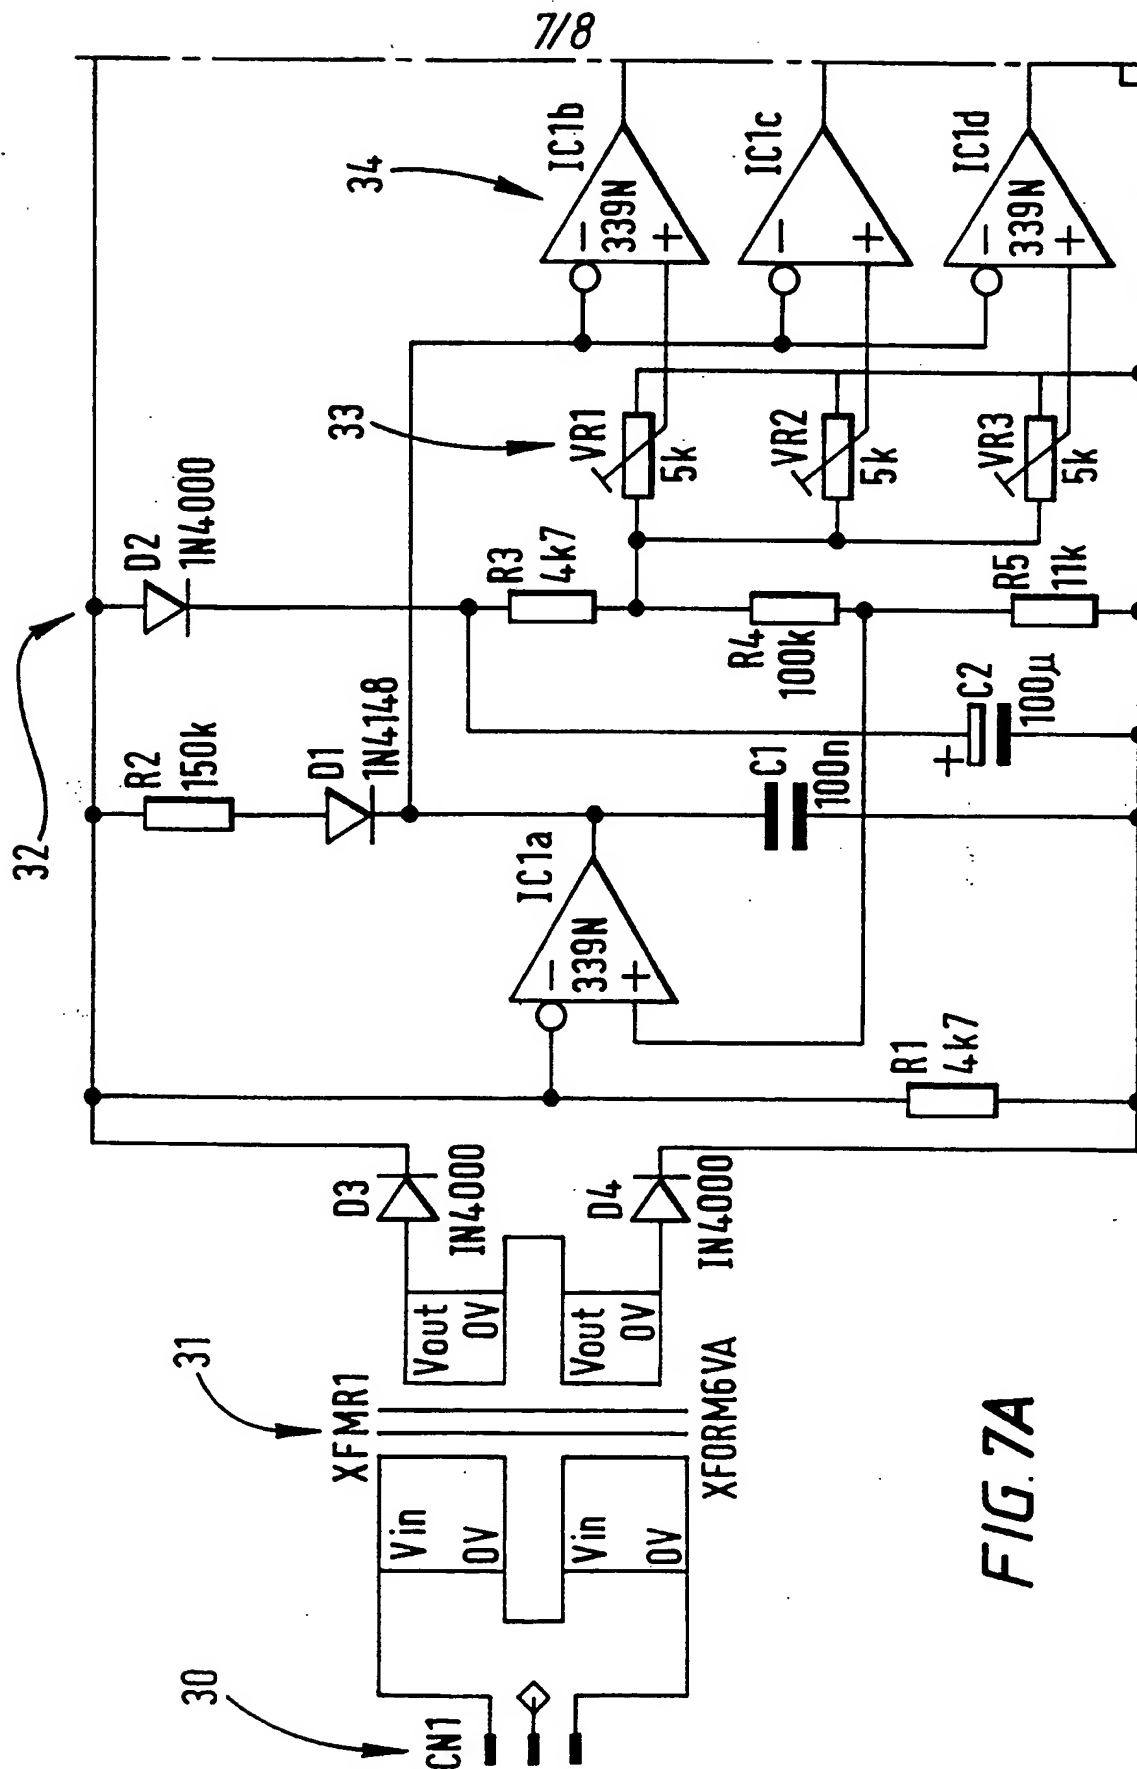 7/8
32
33
34
R2
150k
D1
1N4148
D2
1N4000
R3
4k7
VR1
5k
IC1b
−
339N
+
IC1a
−
339N
+
R4
100k
VR2
5k
IC1c
−
+
C1
100n
C2
+
100µ
R5
11k
VR3
5k
IC1d
−
339N
+
R1
4k7
30
CN1
31
XFMR1
Vin
0V
Vin
0V
Vout
0V
Vout
0V
XFORM6VA
D3
IN4000
D4
IN4000
FIG. 7A